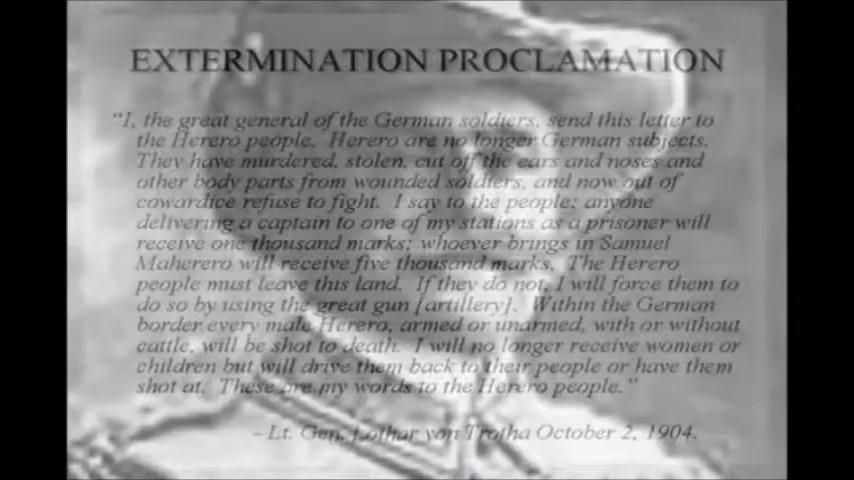 EXTERMINATION PROCLAMATION
"I, the great general of the German soldiers, send this letter to
the Herero people. Herero are no longer German subjects.
They have murdered, stolen, cut off the ears and noses and
other body parts from wounded soldiers, and now out of
cowardice refuse to fight. I say to the people: anyone
delivering a captain to one of my stations as a prisoner will
receive one thousand marks; whoever brings in Samuel
Maherero will receive five thousand marks. The Herero
people must leave this land. If they do not, I will force them to
do so by using the great gun [artillery]. Within the German
border every male Herero, armed or unarmed, with or without
cattle, will be shot to death. I will no longer receive women or
children but will drive them back to their people or have them
shot at. These are my words to the Herero people."
–Lt. Gen. Lothar von Trotha October 2, 1904.